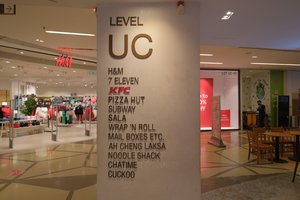 LEVEL
UC
H&M
7 ELEVEN
KFC
PIZZA HUT
SUBWAY
SALA
WRAP 'N ROLL
MAIL BOXES ETC.
AH CHENG LAKSA
NOODLE SHACK
CHATIME
CUCKOO